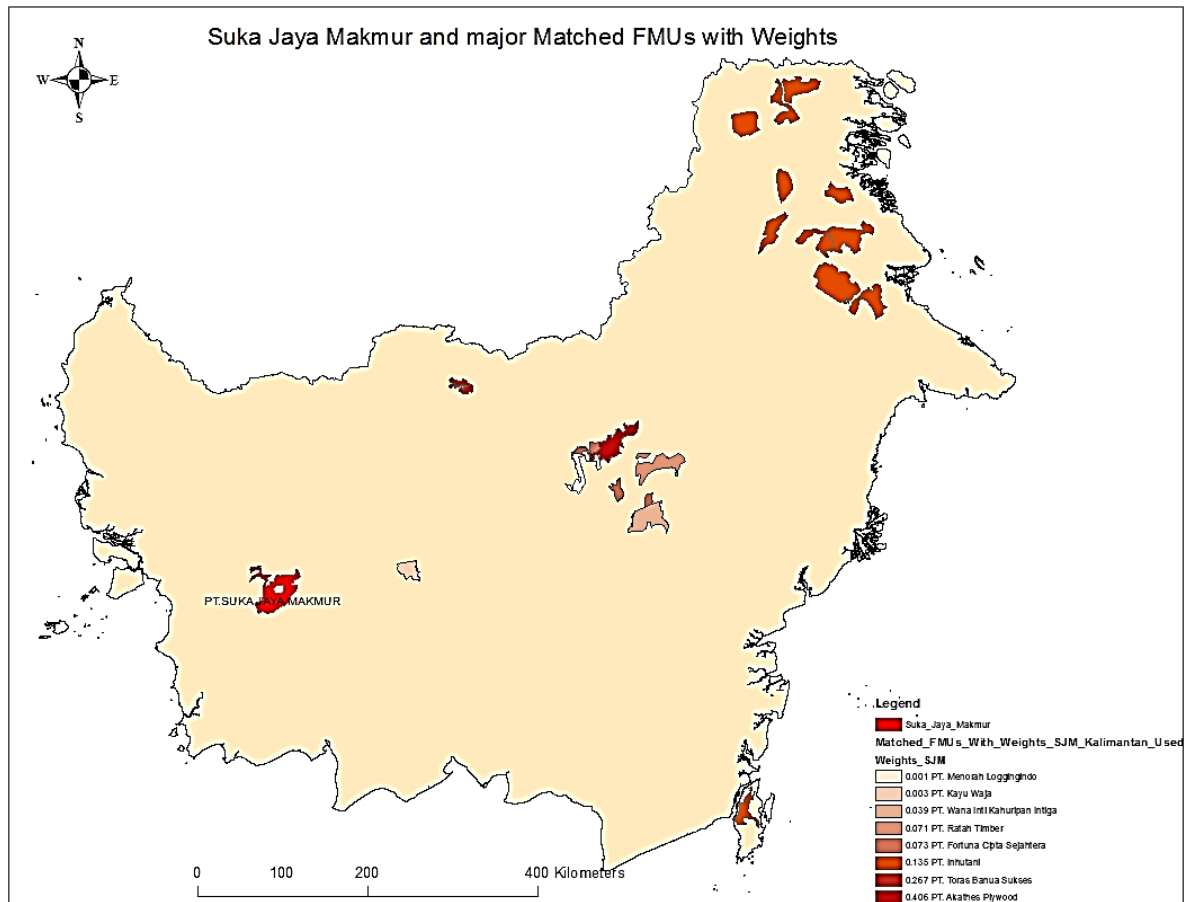 Suka Jaya Makmur and major Matched FMUs with Weights
N
W E
S
PT.SUKA JAYA MAKMUR
Legend
Suka_Jaya_Makmur
Matched_FMUs_With_Weights_SJM_Kalimantan_Used
Weights_SJM
0.001 PT. Menorah Loggingindo
0.003 PT. Kayu Waja
0.039 PT. Wana Inti Kahuripan Intiga
0.071 PT. Ratah Timber
0.073 PT. Fortuna Cipta Sejahtera
0.135 PT. Inhutani
0.267 PT. Toras Banua Sukses
0.406 PT. Akathes Plywood
0 100 200 400 Kilometers